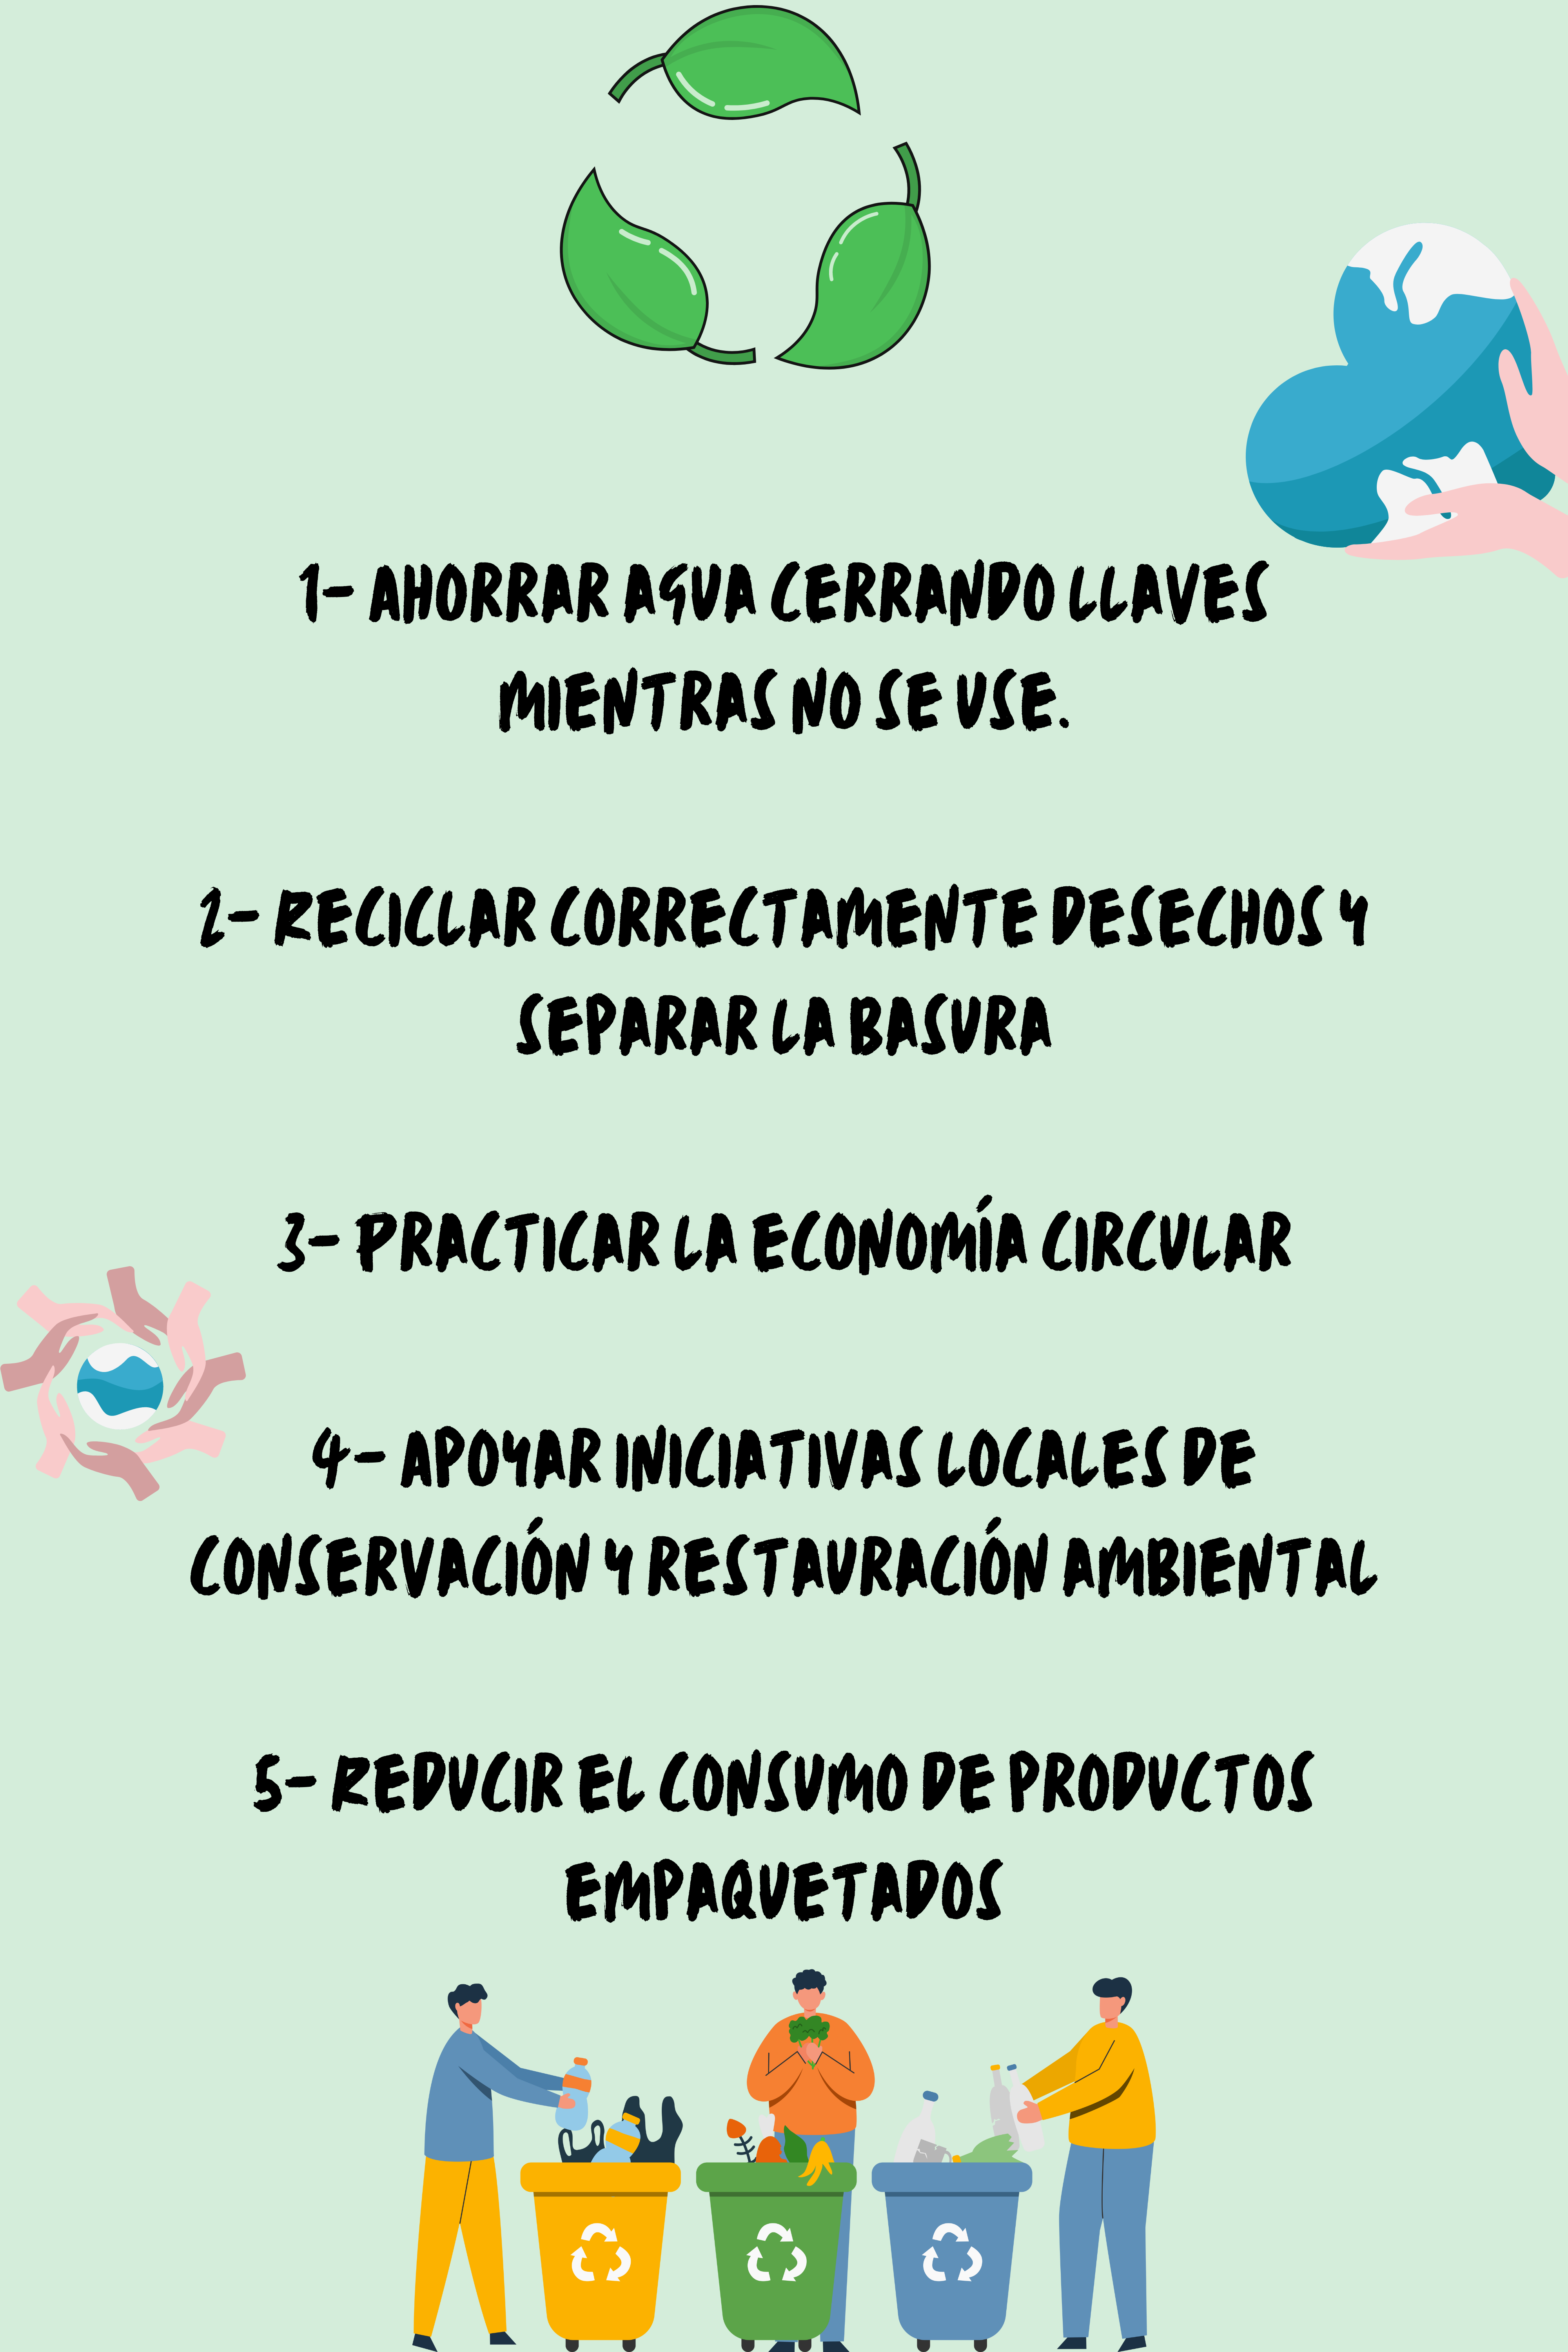 1- AHORRAR AGUA CERRANDO LLAVES
MIENTRAS NO SE USE.
2- RECICLAR CORRECTAMENTE DESECHOS Y
SEPARAR LA BASURA
3- PRACTICAR LA ECONOMÍA CIRCULAR
4- APOYAR INICIATIVAS LOCALES DE
CONSERVACIÓN Y RESTAURACIÓN AMBIENTAL
5- REDUCIR EL CONSUMO DE PRODUCTOS
EMPAQUETADOS